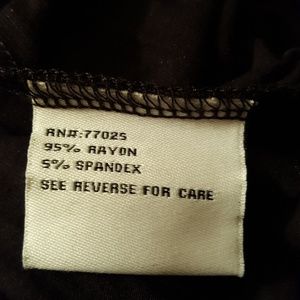 RN#:77025
95% RAYON
5% SPANDEX
SEE REVERSE FOR CARE